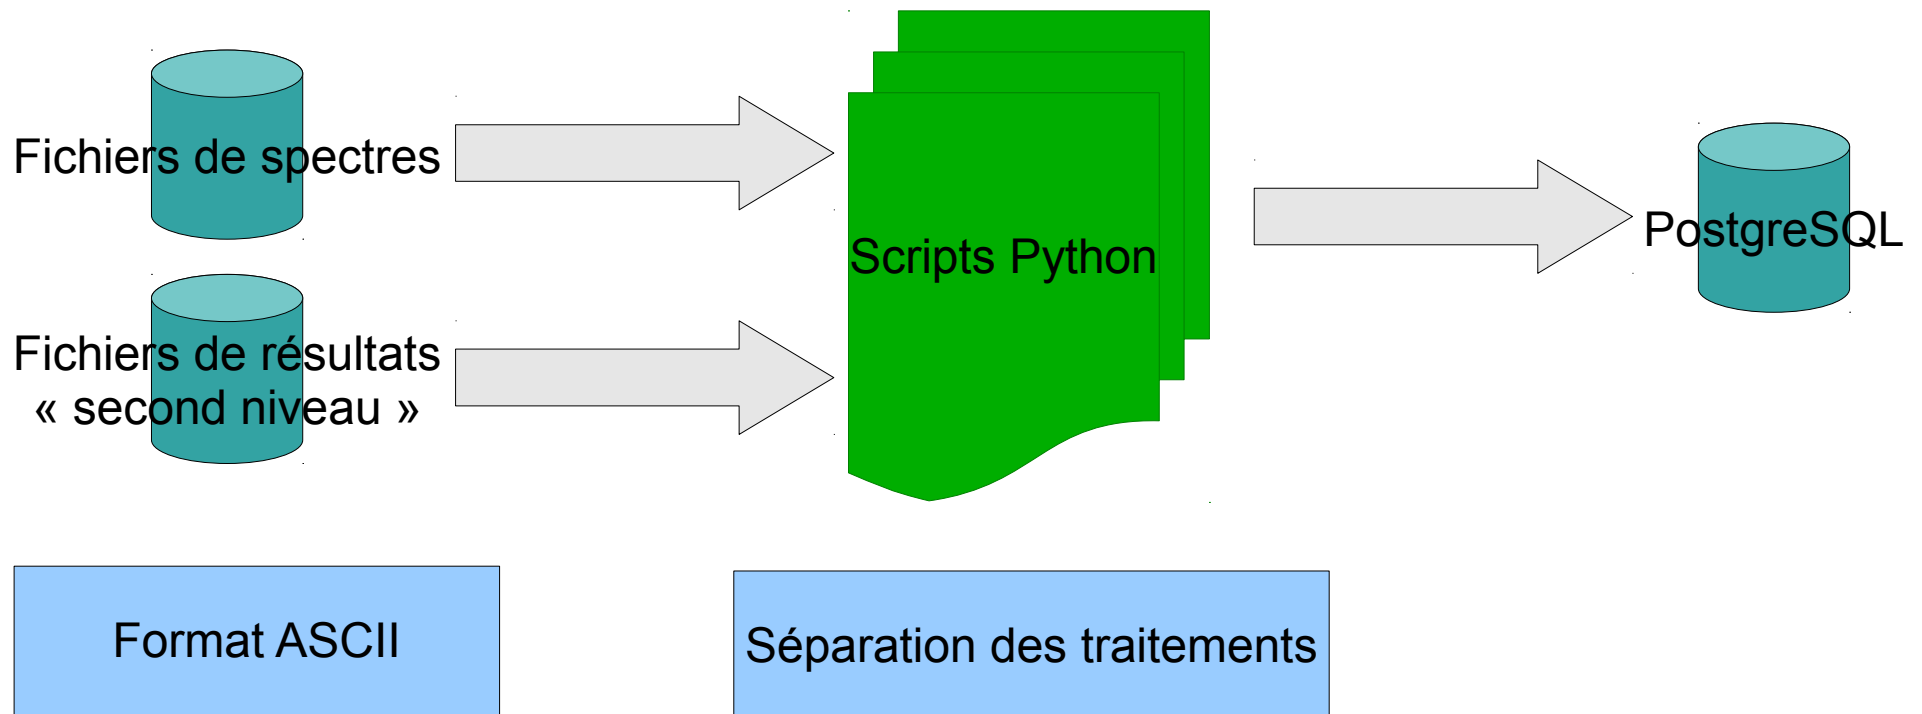 Fichiers de spectres
Fichiers de résultats
« second niveau »
Scripts Python
PostgreSQL
Format ASCII
Séparation des traitements